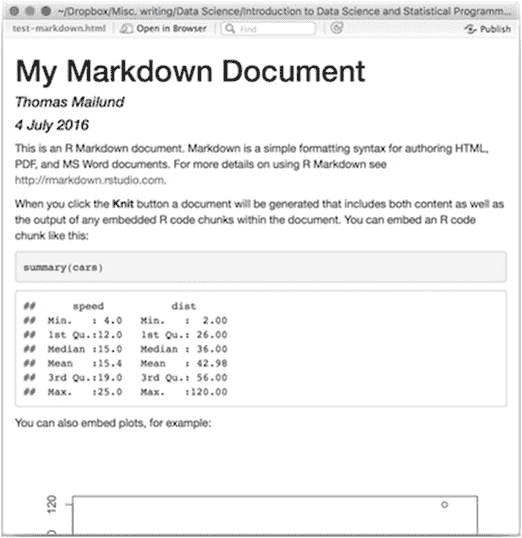 ~/Dropbox/Misc. writing/Data Science/Introduction to Data Science and Statistical Programm...
test-markdown.html Open in Browser Find Publish
My Markdown Document
Thomas Mailund
4 July 2016
This is an R Markdown document. Markdown is a simple formatting syntax for authoring HTML,
PDF, and MS Word documents. For more details on using R Markdown see
http://rmarkdown.rstudio.com.
When you click the Knit button a document will be generated that includes both content as well as
the output of any embedded R code chunks within the document. You can embed an R code
chunk like this:
summary(cars)
##      speed           dist
##  Min.   : 4.0   Min.   :  2.00
##  1st Qu.:12.0   1st Qu.: 26.00
##  Median :15.0   Median : 36.00
##  Mean   :15.4   Mean   : 42.98
##  3rd Qu.:19.0   3rd Qu.: 56.00
##  Max.   :25.0   Max.   :120.00
You can also embed plots, for example:
120